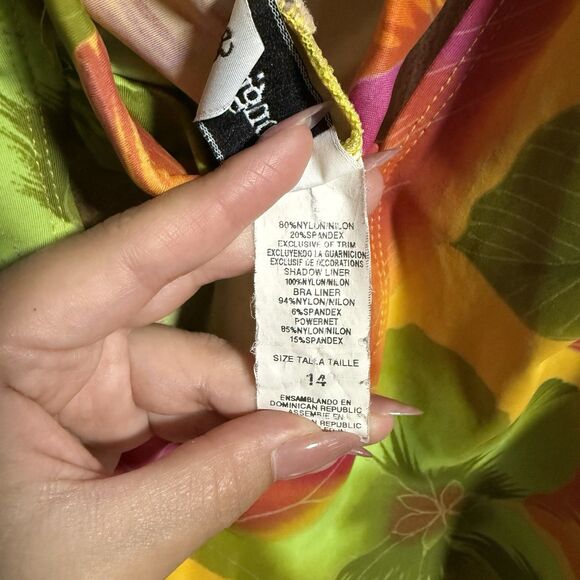 &
igno
80%NYLON/NILON
20%SPANDEX
EXCLUSIVE OF TRIM
EXCLUYENDO LA GUARNICION
EXCLUSIF DE DECORATIONS
SHADOW LINER
100%NYLON/NILON
BRA LINER
94%NYLON/NILON
6%SPANDEX
POWERNET
85%NYLON/NILON
15%SPANDEX
SIZE TALLA TAILLE
14
ENSAMBLANDO EN
DOMINICAN REPUBLIC
ASSEMBLE EN
REPUBLIC